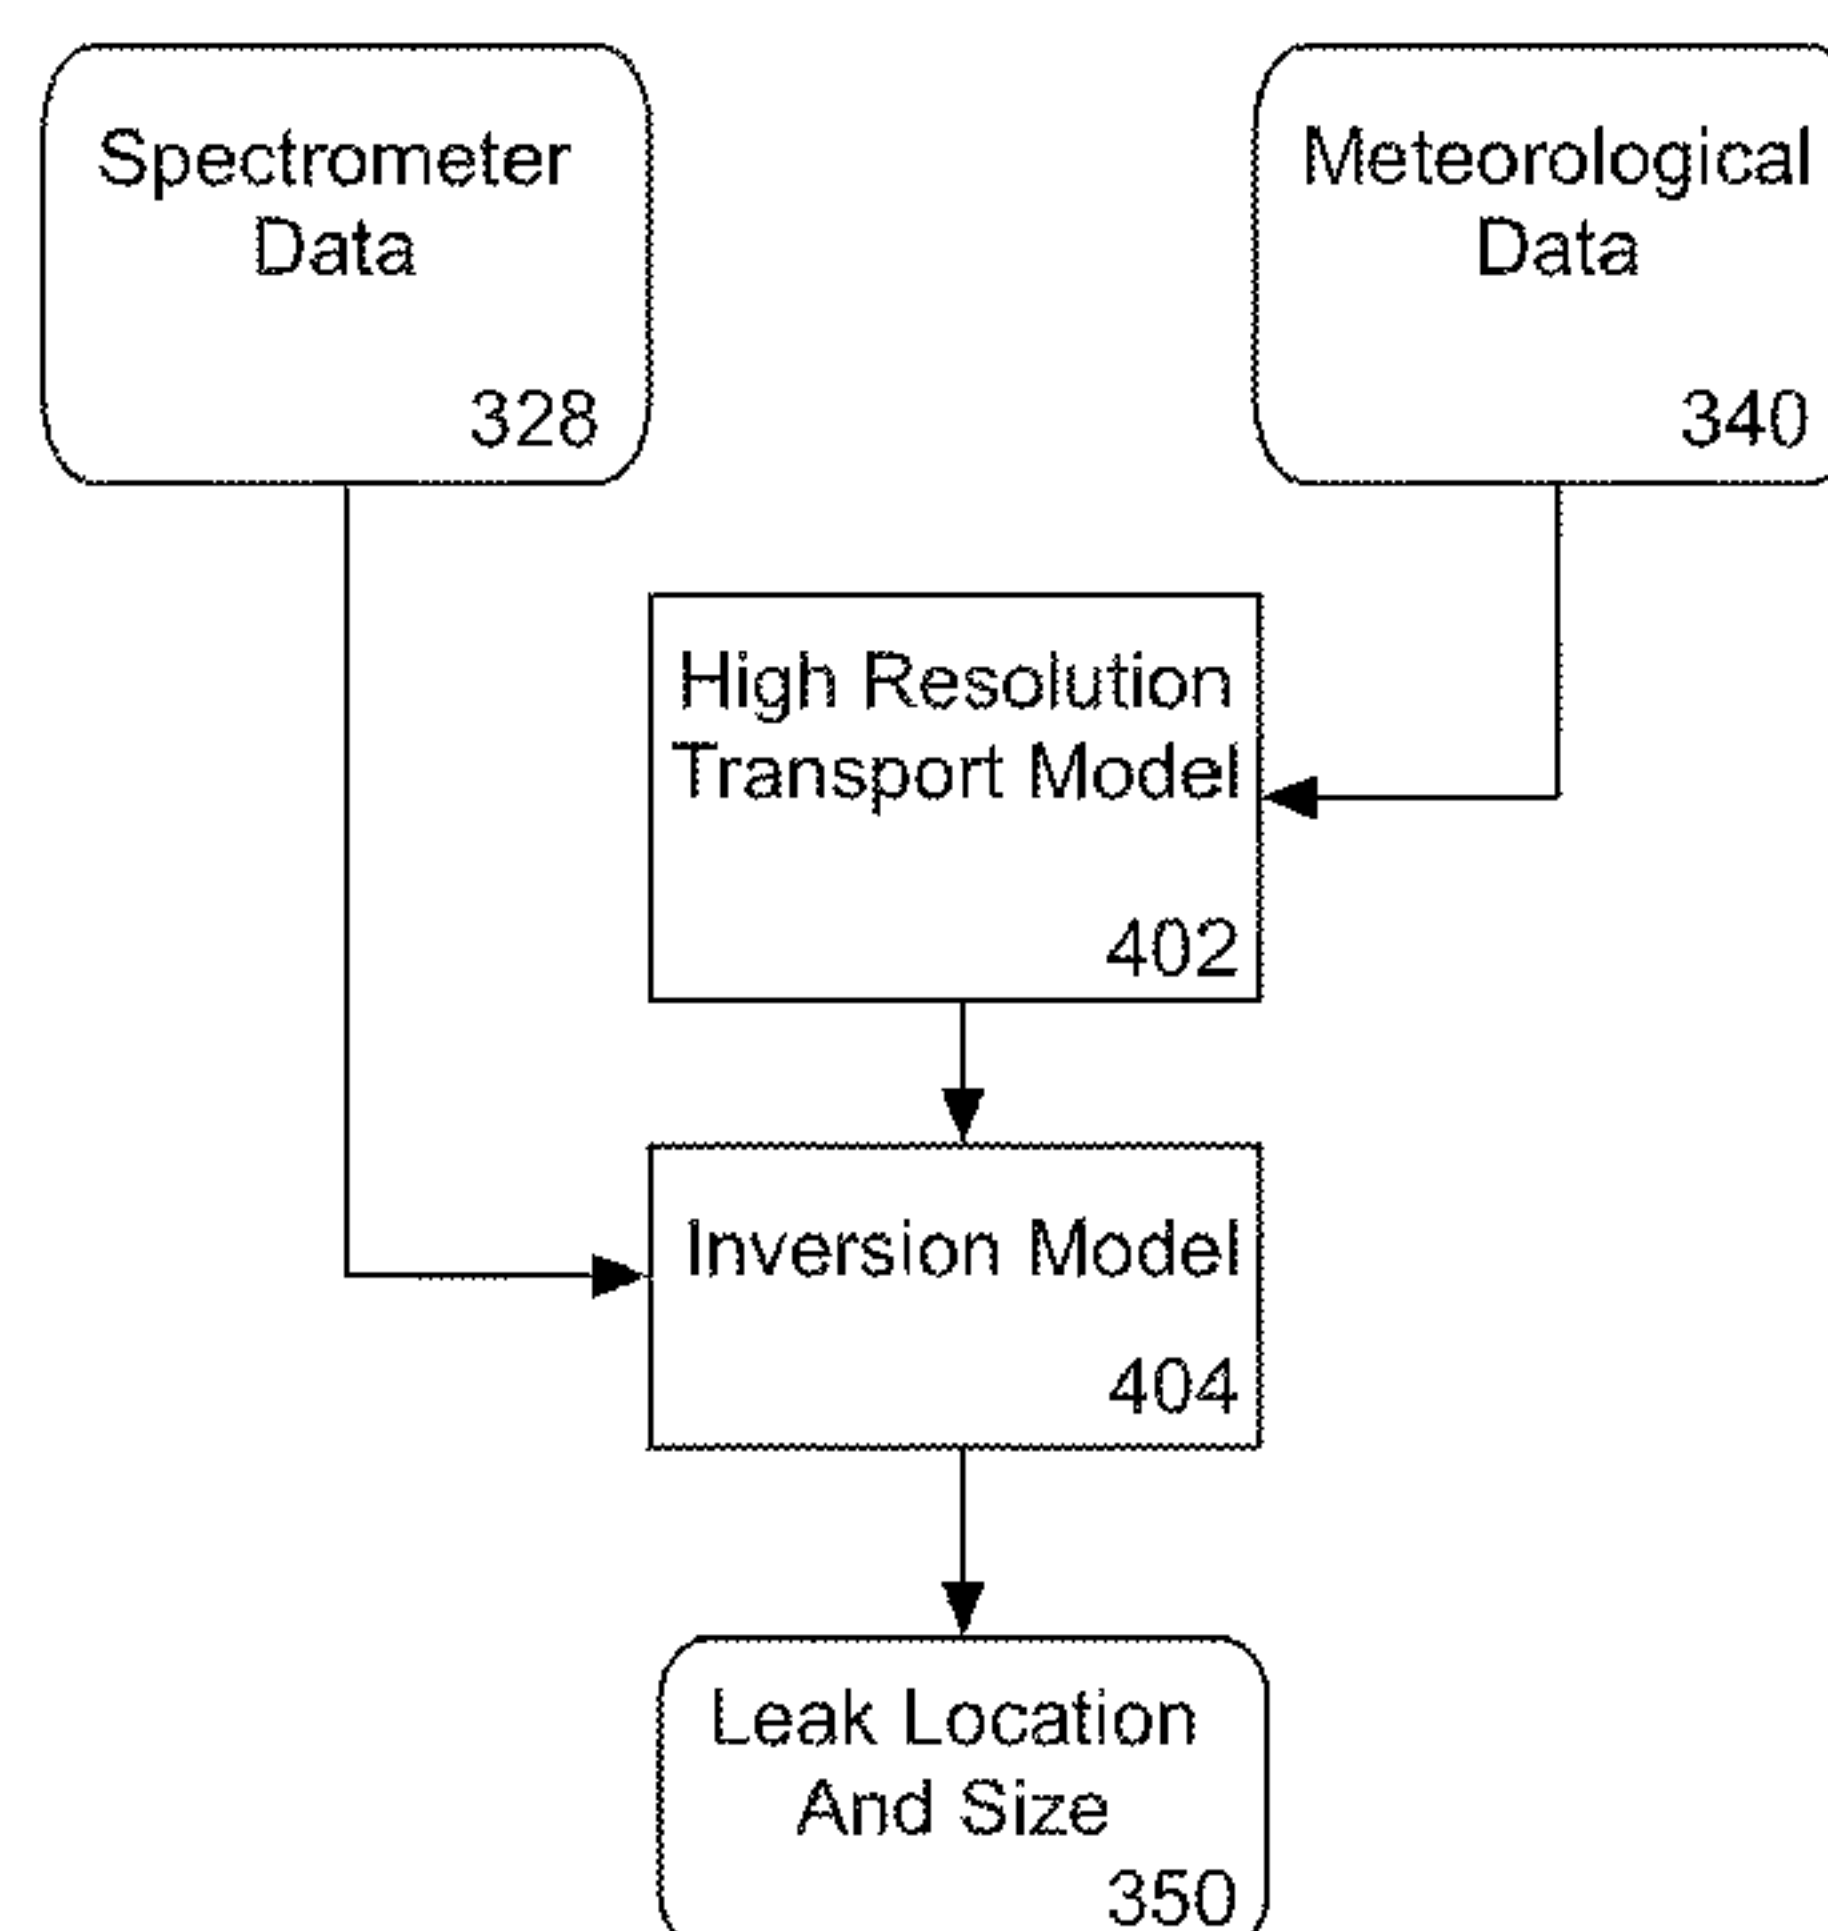 Spectrometer
Data
328
Meteorological
Data
340
High Resolution
Transport Model
402
Inversion Model
404
Leak Location
And Size
350